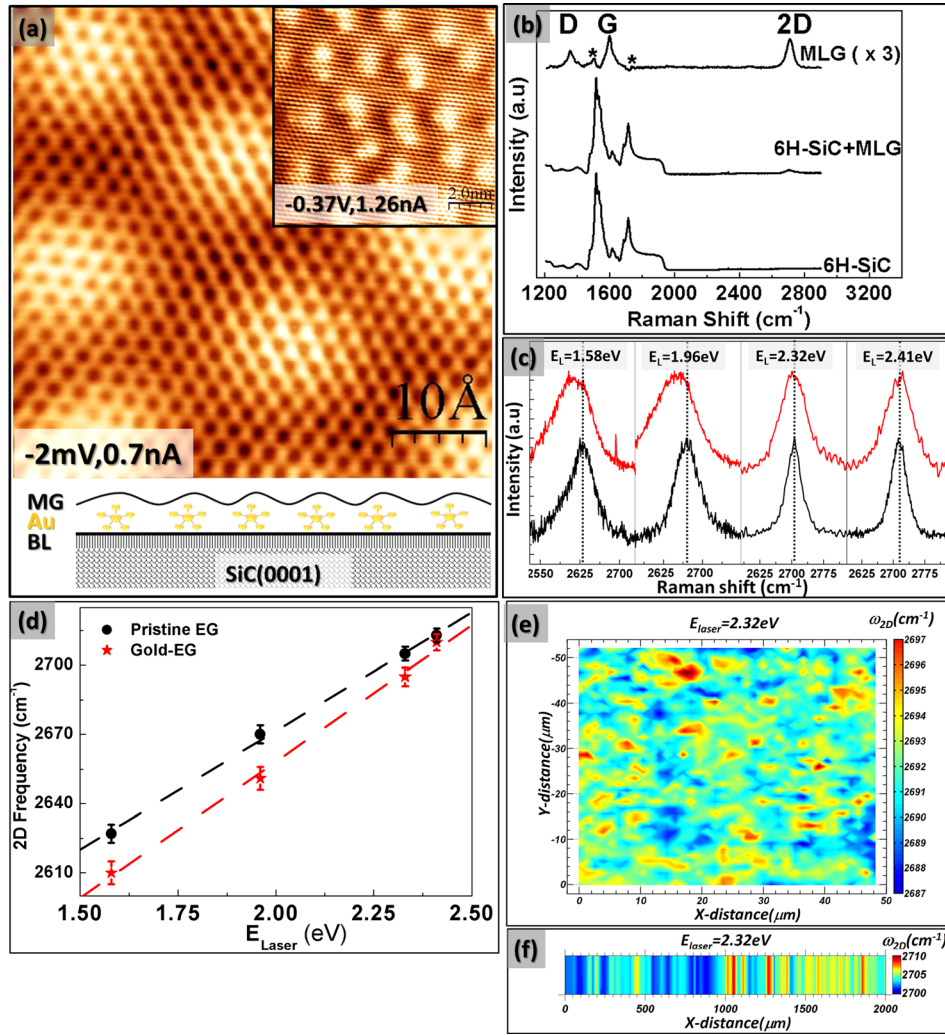 (a)
-0.37V,1.26nA
2.0nm
10Å
-2mV,0.7nA
MG
Au
BL
SiC(0001)
(b)
D G 2D
* *
MLG ( x 3)
6H-SiC+MLG
6H-SiC
Intensity (a.u)
1200 1600 2000 2400 2800 3200
Raman Shift (cm⁻¹)
(c)
E_L=1.58eV E_L=1.96eV E_L=2.32eV E_L=2.41eV
Intensity (a.u)
2550 2625 2700 2625 2700 2700 2775 2625 2700 2775
Raman shift (cm⁻¹)
(d)
Pristine EG
Gold-EG
2D Frequency (cm⁻¹)
2700
2670
2640
2610
1.50 1.75 2.00 2.25 2.50
E_Laser (eV)
(e)
E_laser=2.32eV
ω_2D(cm⁻¹)
Y-distance(μm)
-50
-40
-30
-20
-10
0
0 10 20 30 40 50
X-distance(μm)
2697
2696
2695
2694
2693
2692
2691
2690
2689
2688
2687
(f)
E_laser=2.32eV
ω_2D(cm⁻¹)
2710
2705
2700
0 500 1000 1500 2000
X-distance(μm)